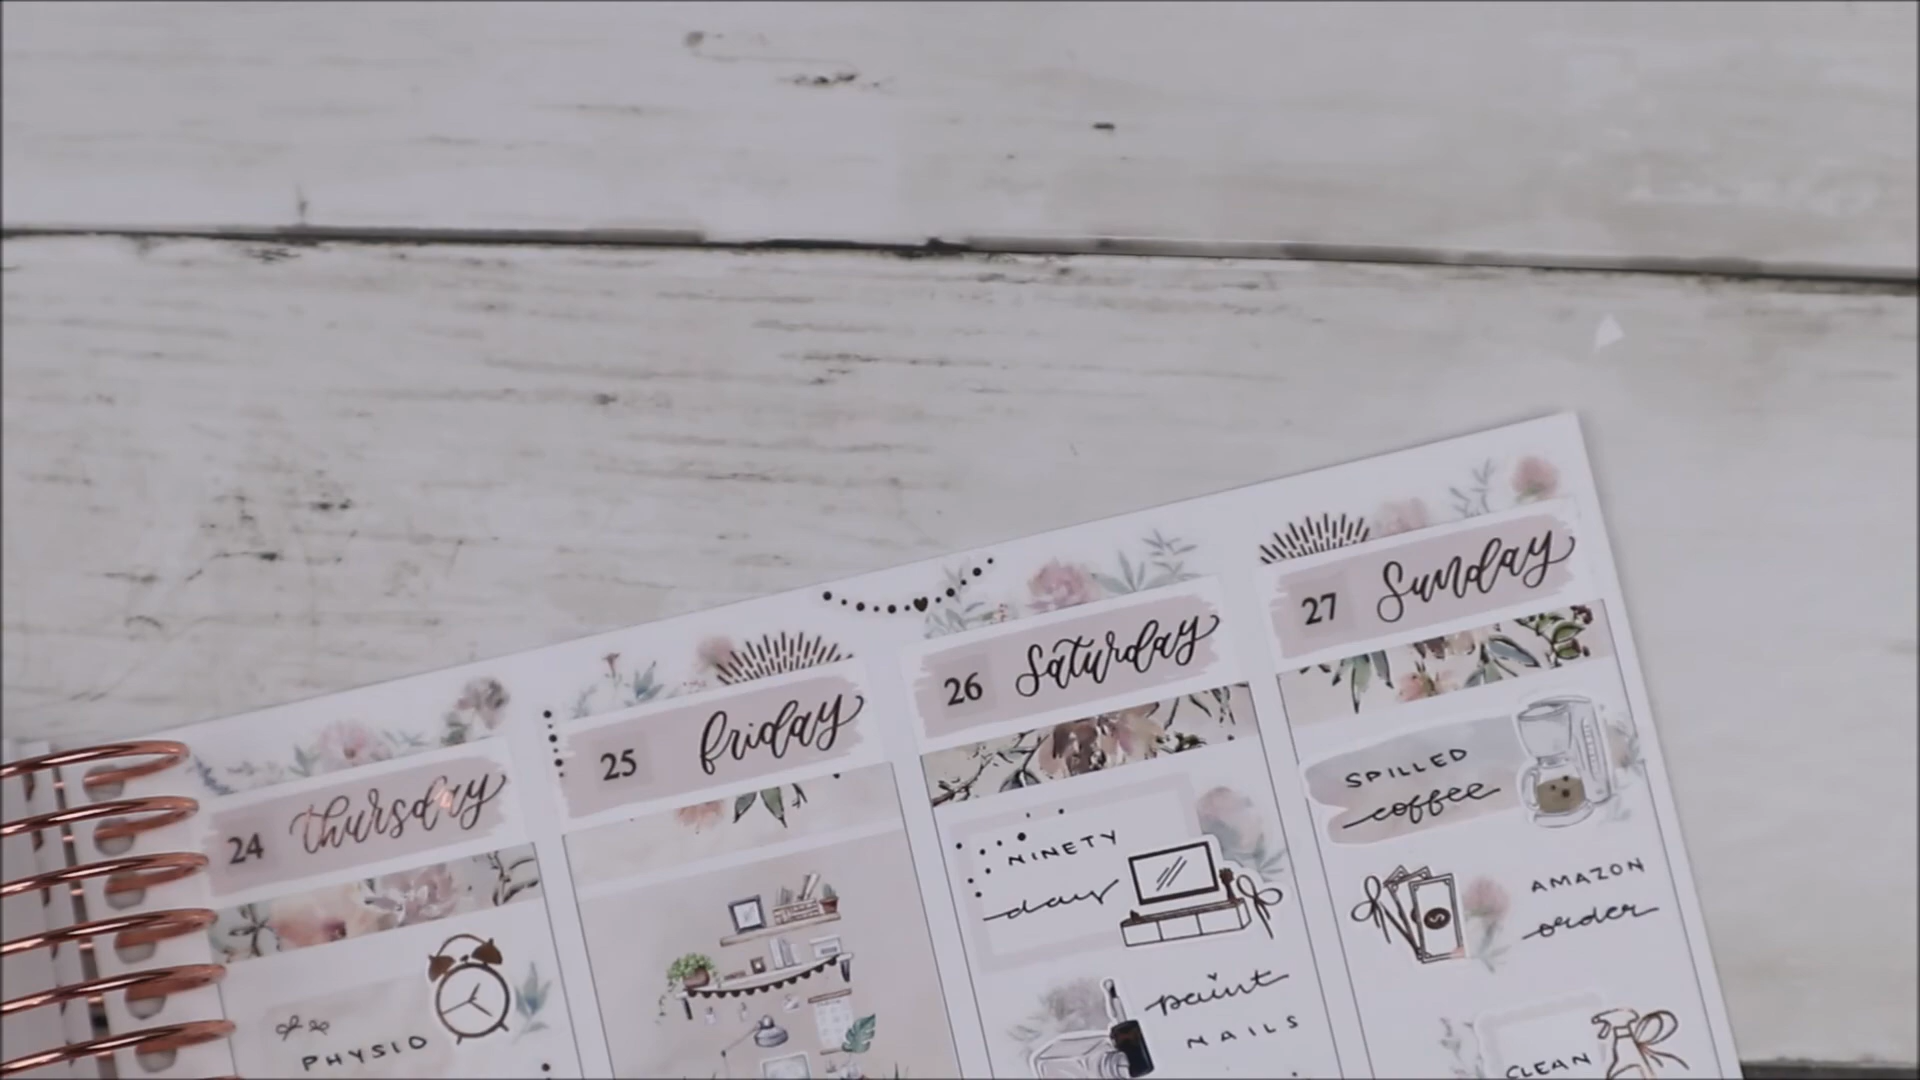 24 thursday
PHYSIO
25 friday
26 Saturday
NINETY
day
paint
NAILS
27 Sunday
SPILLED
coffee
AMAZON
order
CLEAN